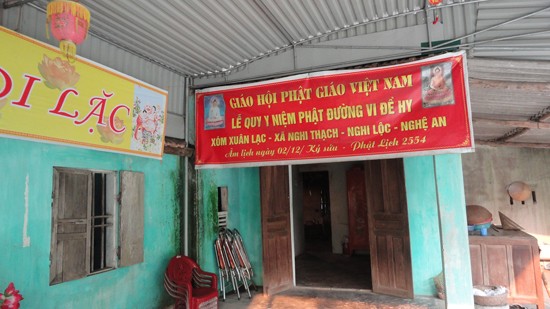 DI LẶC
GIÁO HỘI PHẬT GIÁO VIỆT NAM
LỄ QUY Y NIỆM PHẬT ĐƯỜNG VI ĐỀ HY
XÓM XUÂN LẠC - XÃ NGHI THẠCH - NGHI LỘC - NGHỆ AN
Âm lịch ngày 02/12/ Kỷ sửu - Phật Lịch 2554